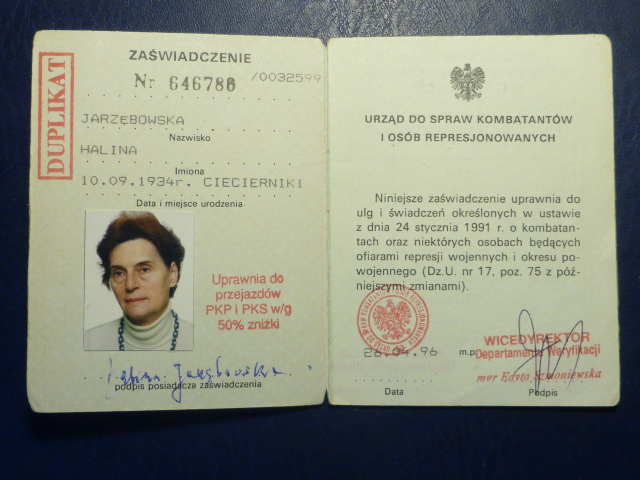 DUPLIKAT
ZAŚWIADCZENIE
Nr 646786 /0032599
JARZĘBOWSKA
Nazwisko
HALINA
Imiona
10.09.1934r. CIECIERNIKI
Data i miejsce urodzenia
Uprawnia do
przejazdów
PKP i PKS w/g
50% zniżki
podpis posiadacza zaświadczenia
URZĄD DO SPRAW KOMBATANTÓW
I OSÓB REPRESJONOWANYCH
Niniejsze zaświadczenie uprawnia do
ulg i świadczeń określonych w ustawie
z dnia 24 stycznia 1991 r. o kombatan-
tach oraz niektórych osobach będących
ofiarami represji wojennych i okresu po-
wojennego (Dz.U. nr 17, poz. 75 z póź-
niejszymi zmianami).
26.04.96
m.p.
WICEDYREKTOR
Departamentu Weryfikacji
mgr Edyta
Data
Podpis